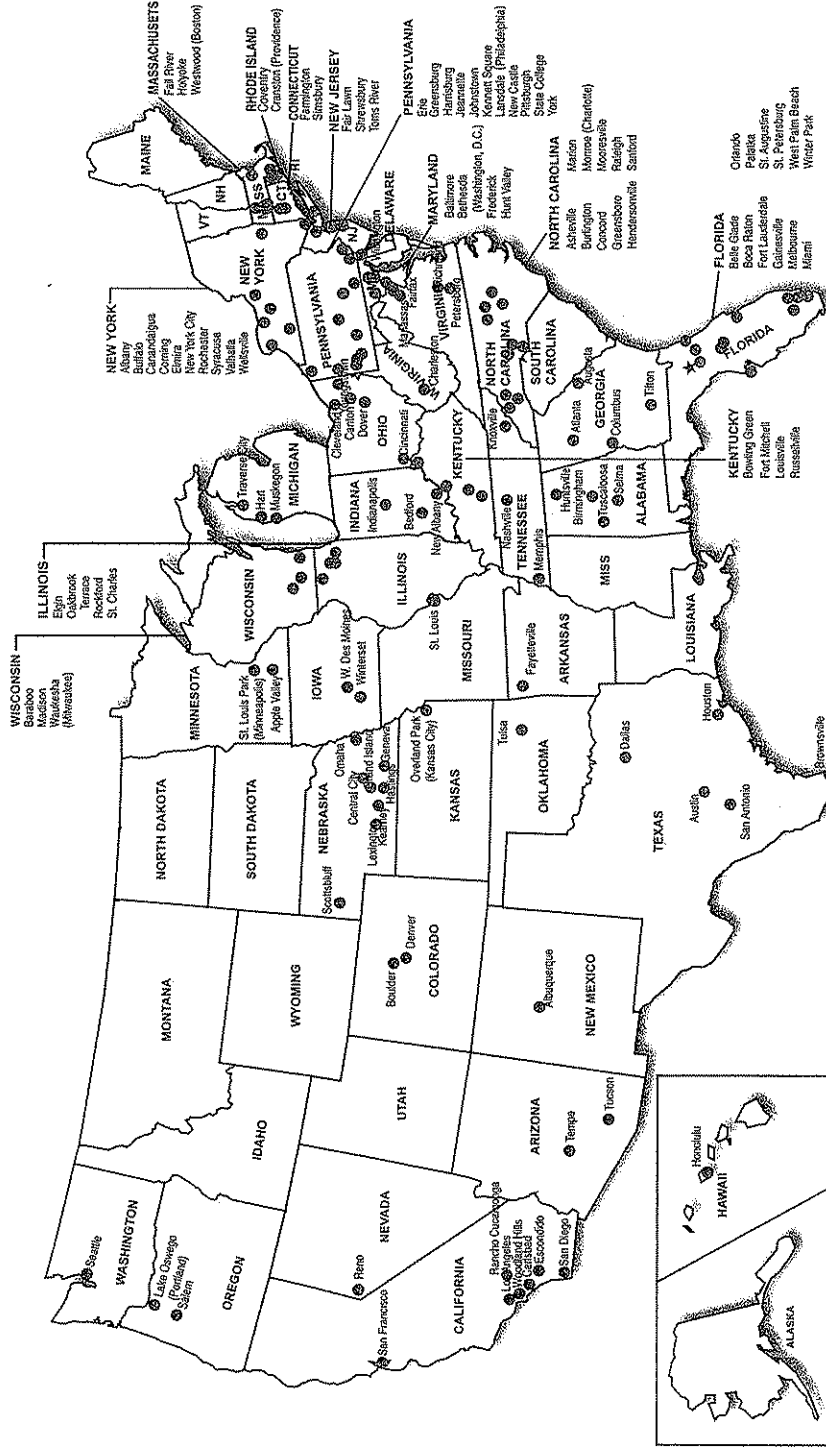 WISCONSIN
Baraboo
Madison
Waukesha
(Milwaukee)
ILLINOIS
Elgin
Oakbrook
Terrace
Rockford
St. Charles
NEW YORK
Albany
Buffalo
Canandaigua
Corning
Elmira
New York City
Rochester
Syracuse
Valhalla
Wellsville
MASSACHUSETS
Fall River
Holyoke
Westwood (Boston)
RHODE ISLAND
Coventry
Cranston (Providence)
CONNECTICUT
Farmington
Simsbury
NEW JERSEY
Fair Lawn
Shrewsbury
Toms River
PENNSYLVANIA
Erie
Greensburg
Harrisburg
Jeannette
Johnstown
Kennett Square
Lansdale (Philadelphia)
New Castle
Pittsburgh
State College
York
DELAWARE
MARYLAND
Baltimore
Bethesda
(Washington, D.C.)
Frederick
Hunt Valley
NORTH CAROLINA
Asheville
Burlington
Concord
Greensboro
Hendersonville
Marion
Monroe (Charlotte)
Mooresville
Raleigh
Sanford
FLORIDA
Belle Glade
Boca Raton
Fort Lauderdale
Gainesville
Melbourne
Miami
Orlando
Palatka
St. Augustine
St. Petersburg
West Palm Beach
Winter Park
KENTUCKY
Bowling Green
Fort Mitchell
Louisville
Russellville
WASHINGTON
Seattle
Lake Oswego
(Portland)
Salem
OREGON
IDAHO
MONTANA
NORTH DAKOTA
SOUTH DAKOTA
WYOMING
NEVADA
Reno
UTAH
COLORADO
Boulder
Denver
CALIFORNIA
San Francisco
Rancho Cucamonga
Los Angeles
Woodland Hills
Carlsbad
Escondido
San Diego
ARIZONA
Tempe
Tucson
NEW MEXICO
Albuquerque
NEBRASKA
Scottsbluff
Omaha
Central City
Grand Island
Geneva
Hastings
Kearney
Lexington
KANSAS
Overland Park
(Kansas City)
OKLAHOMA
Tulsa
TEXAS
Dallas
Austin
San Antonio
Houston
Brownsville
MINNESOTA
St. Louis Park
(Minneapolis)
Apple Valley
IOWA
W. Des Moines
Winterset
MISSOURI
St. Louis
ARKANSAS
Fayetteville
LOUISIANA
WISCONSIN
ILLINOIS
MICHIGAN
Traverse City
Hart
Muskegon
INDIANA
Indianapolis
Bedford
New Albany
OHIO
Cleveland
Canton
Dover
Cincinnati
KENTUCKY
TENNESSEE
Nashville
Memphis
Knoxville
MISS
ALABAMA
Huntsville
Birmingham
Tuscaloosa
Selma
GEORGIA
Atlanta
Augusta
Columbus
Tifton
FLORIDA
SOUTH
CAROLINA
NORTH
CAROLINA
VIRGINIA
Petersburg
Manassas
Fairfax
W. VIRGINIA
Charleston
PENNSYLVANIA
NEW
YORK
VT
NH
MAINE
MASS
CT
RI
NJ
ALASKA
HAWAII
Honolulu